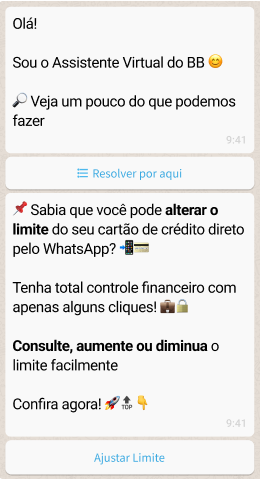 Olá!
Sou o Assistente Virtual do BB 😊
🔎 Veja um pouco do que podemos
fazer
9:41
Resolver por aqui
📌 Sabia que você pode alterar o
limite do seu cartão de crédito direto
pelo WhatsApp? 📲💳
Tenha total controle financeiro com
apenas alguns cliques! 💼🔒
Consulte, aumente ou diminua o
limite facilmente
Confira agora! 🚀🔝👇
9:41
Ajustar Limite